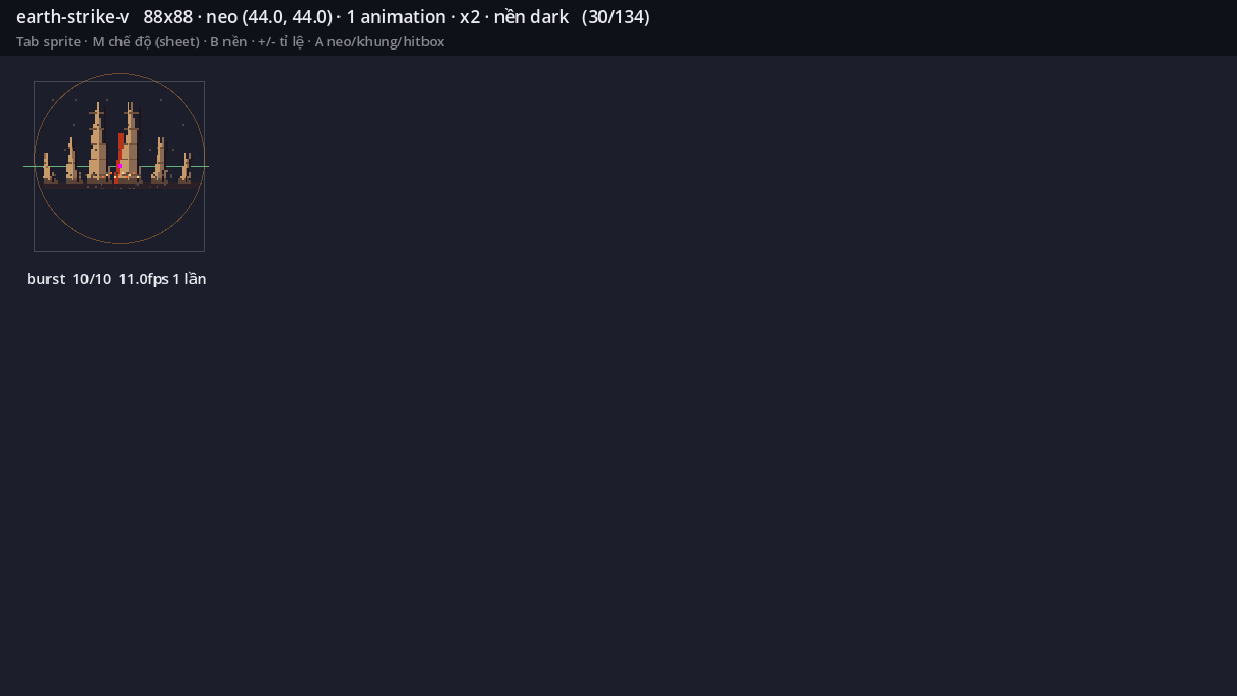 earth-strike-v 88x88 · neo (44.0, 44.0) · 1 animation · x2 · nền dark (30/134)
Tab sprite · M chế độ (sheet) · B nền · +/- tỉ lệ · A neo/khung/hitbox
burst 10/10 11.0fps 1 lần